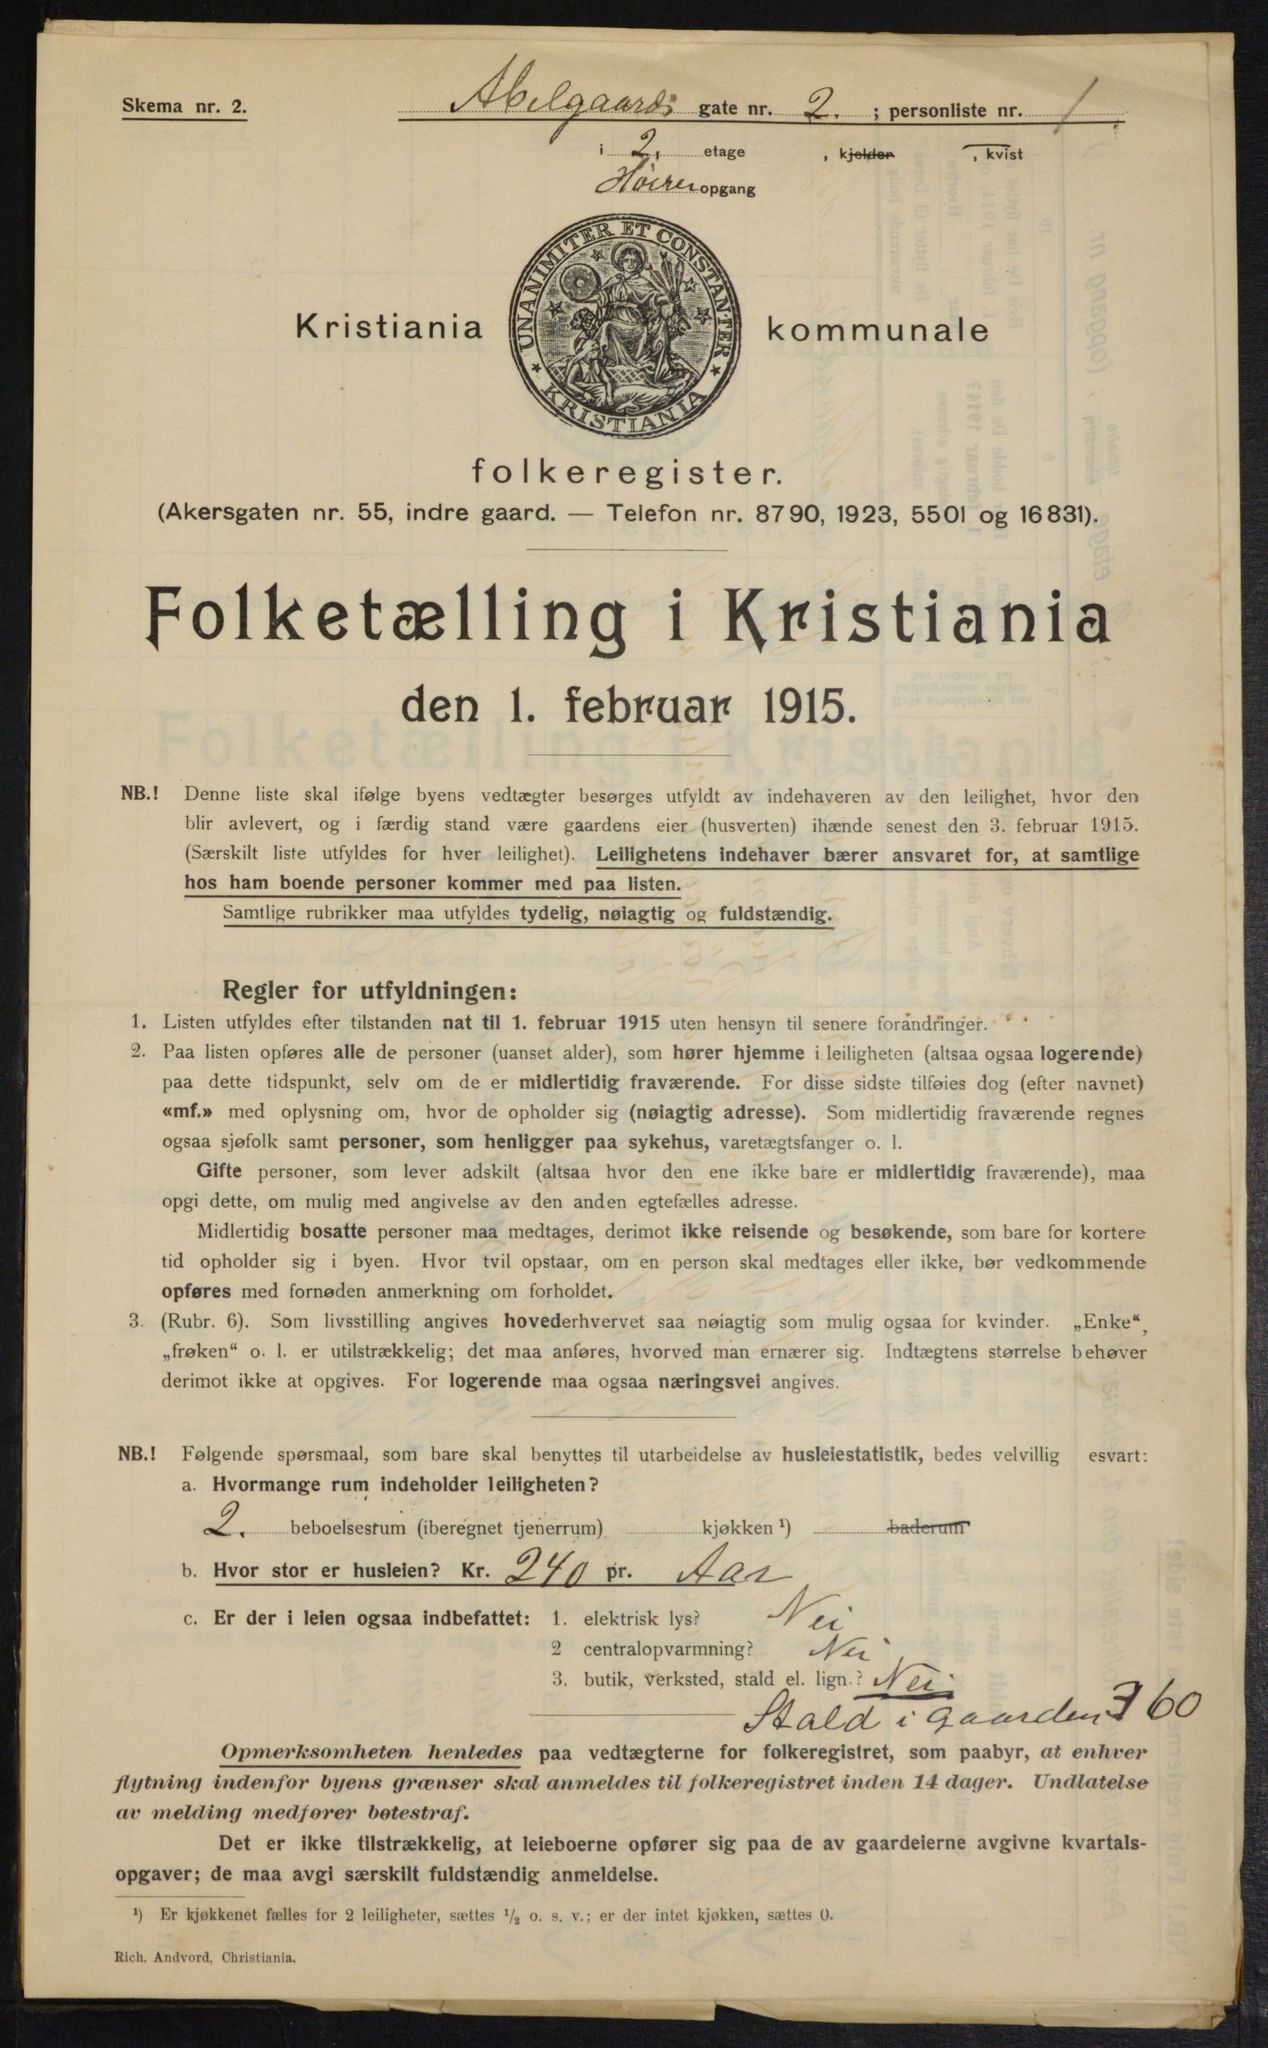 Skema nr. 2.
Abelgaards gate nr. 2. ; personliste nr. 1.
i 2. etage , kjelder , kvist
Høire opgang
UNANIMITER ET CONSTANTER
KRISTIANIA
Kristiania kommunale
folkeregister.
(Akersgaten nr. 55, indre gaard. — Telefon nr. 8790, 1923, 5501 og 16831).
Folketælling i Kristiania
den 1. februar 1915.
NB.! Denne liste skal ifølge byens vedtægter besørges utfyldt av indehaveren av den leilighet, hvor den
blir avlevert, og i færdig stand være gaardens eier (husverten) ihænde senest den 3. februar 1915.
(Særskilt liste utfyldes for hver leilighet). Leilighetens indehaver bærer ansvaret for, at samtlige
hos ham boende personer kommer med paa listen.
Samtlige rubrikker maa utfyldes tydelig, nøiagtig og fuldstændig.
Regler for utfyldningen:
1. Listen utfyldes efter tilstanden nat til 1. februar 1915 uten hensyn til senere forandringer.
2. Paa listen opføres alle de personer (uanset alder), som hører hjemme i leiligheten (altsaa ogsaa logerende)
paa dette tidspunkt, selv om de er midlertidig fraværende. For disse sidste tilføies dog (efter navnet)
«mf.» med oplysning om, hvor de opholder sig (nøiagtig adresse). Som midlertidig fraværende regnes
ogsaa sjøfolk samt personer, som henligger paa sykehus, varetægtsfanger o. l.
Gifte personer, som lever adskilt (altsaa hvor den ene ikke bare er midlertidig fraværende), maa
opgi dette, om mulig med angivelse av den anden egtefælles adresse.
Midlertidig bosatte personer maa medtages, derimot ikke reisende og besøkende, som bare for kortere
tid opholder sig i byen. Hvor tvil opstaar, om en person skal medtages eller ikke, bør vedkommende
opføres med fornøden anmerkning om forholdet.
3. (Rubr. 6). Som livsstilling angives hovederhvervet saa nøiagtig som mulig ogsaa for kvinder. „Enke“,
„frøken“ o. l. er utilstrækkelig; det maa anføres, hvorved man ernærer sig. Indtægtens størrelse behøver
derimot ikke at opgives. For logerende maa ogsaa næringsvei angives.
NB.! Følgende spørsmaal, som bare skal benyttes til utarbeidelse av husleiestatistik, bedes velvillig esvart:
a. Hvormange rum indeholder leiligheten?
2. beboelsesrum (iberegnet tjenerrum) kjøkken ¹) baderum
b. Hvor stor er husleien? Kr. 240 pr. Aar
c. Er der i leien ogsaa indbefattet: 1. elektrisk lys? Nei
2 centralopvarmning? Nei
3. butik, verksted, stald el. lign.? Nei
Stald i gaarden 360
Opmerksomheten henledes paa vedtægterne for folkeregistret, som paabyr, at enhver
flytning indenfor byens grænser skal anmeldes til folkeregistret inden 14 dager. Undlatelse
av melding medfører bøtestraf.
Det er ikke tilstrækkelig, at leieboerne opfører sig paa de av gaardeierne avgivne kvartals-
opgaver; de maa avgi særskilt fuldstændig anmeldelse.
¹) Er kjøkkenet fælles for 2 leiligheter, sættes ½ o. s. v.; er der intet kjøkken, sættes 0.
Rich. Andvord, Christiania.